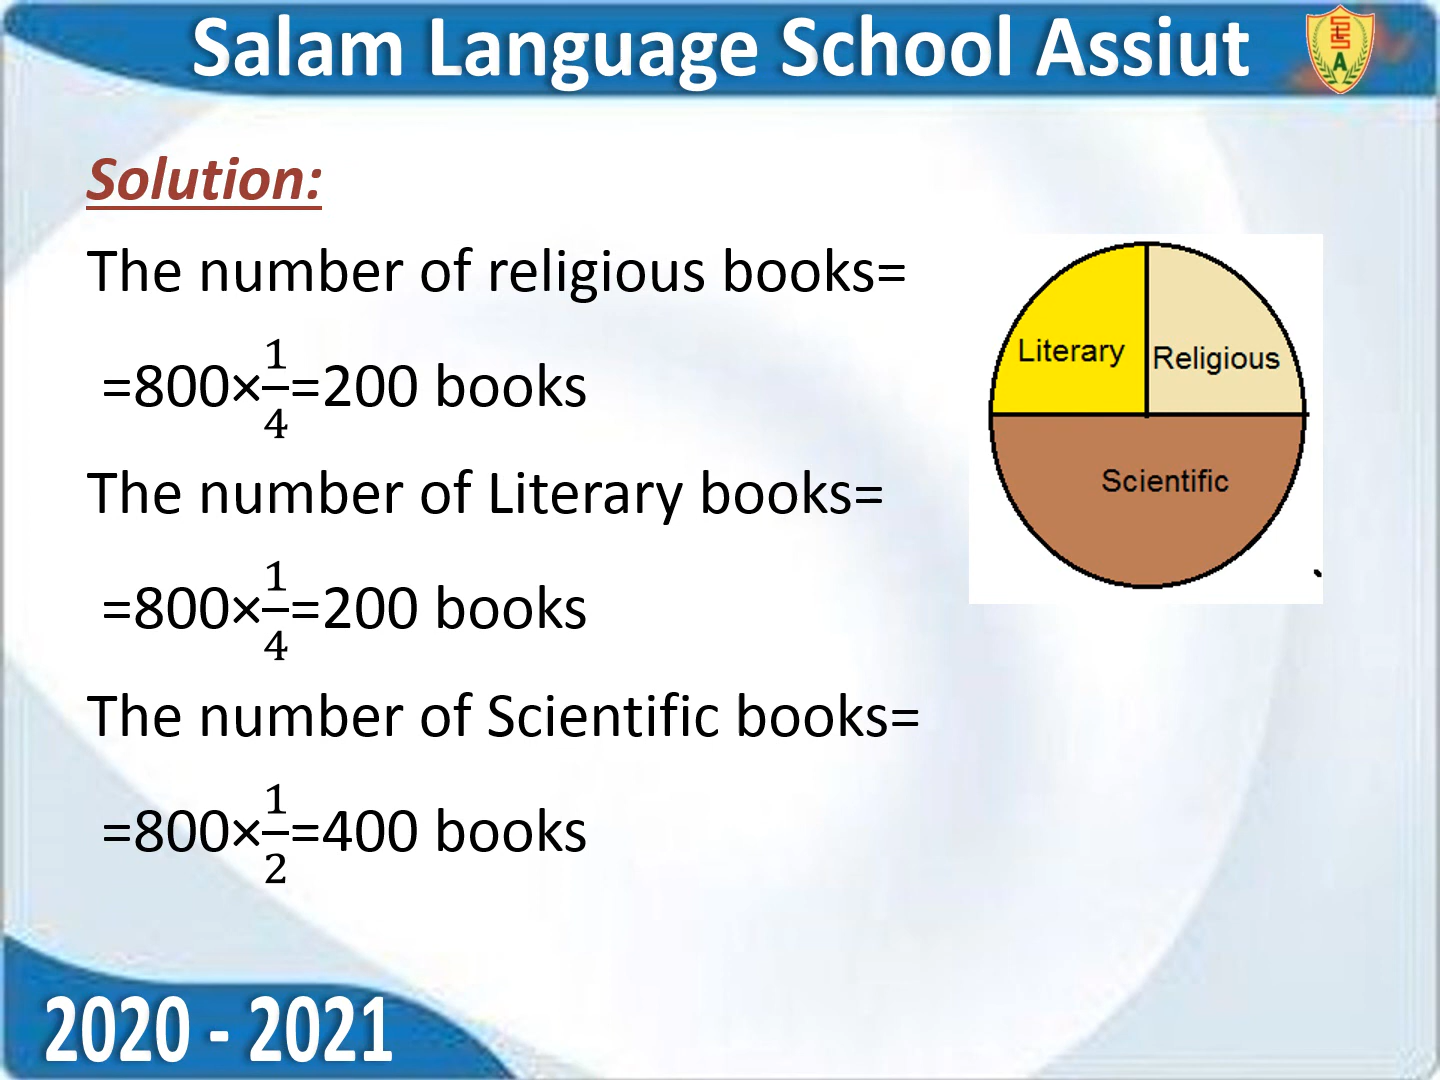 Salam Language School Assiut
Solution:
The number of religious books=
=800×1/4=200 books
The number of Literary books=
=800×1/4=200 books
The number of Scientific books=
=800×1/2=400 books
Literary
Religious
Scientific
2020 - 2021